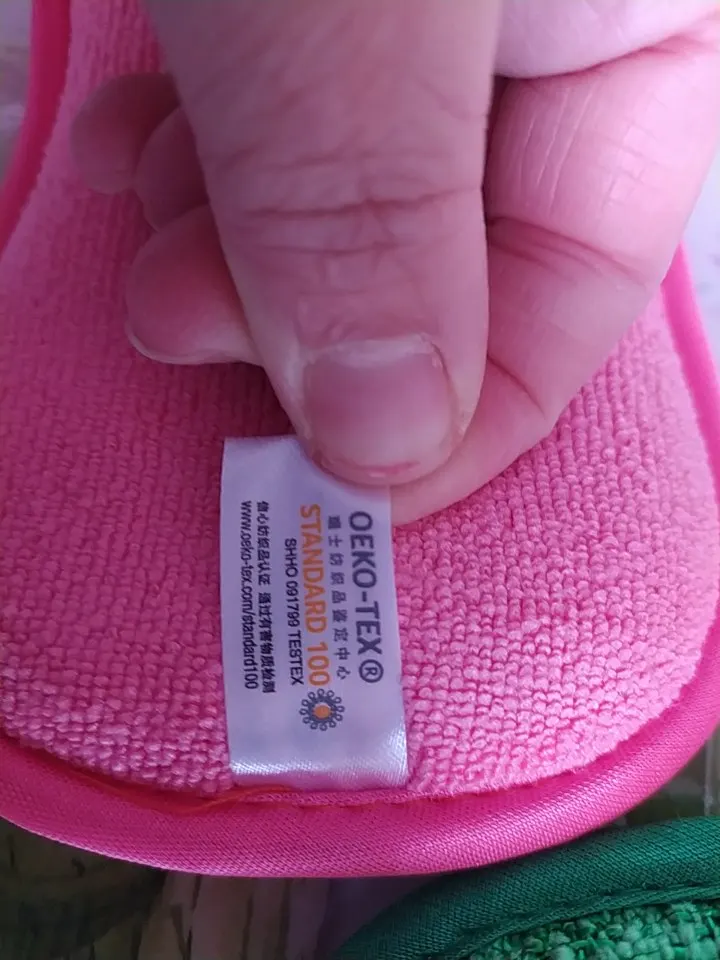 OEKO-TEX®
瑞士纺织品鉴定中心
STANDARD 100
SHHO 091799 TESTEX
信心纺织品认证 通过有害物质检测
www.oeko-tex.com/standard100